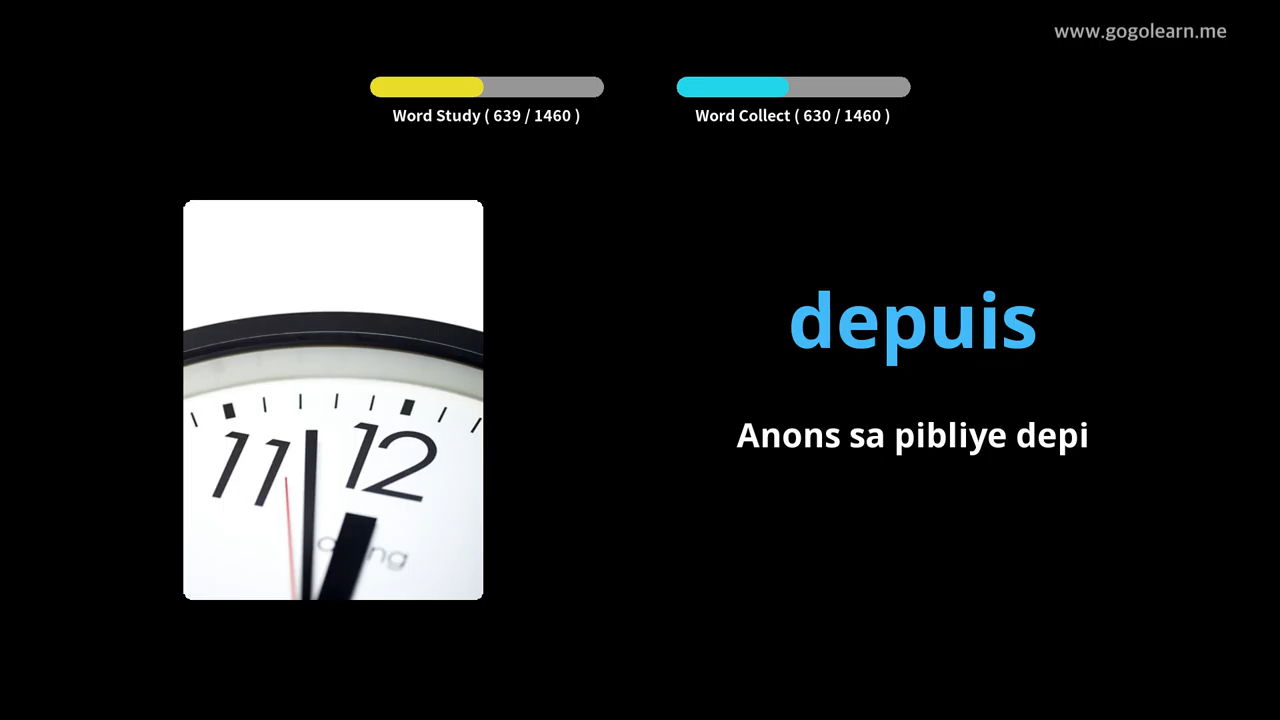 www.gogolearn.me
Word Study ( 639 / 1460 )
Word Collect ( 630 / 1460 )
depuis
Anons sa pibliye depi
11
12